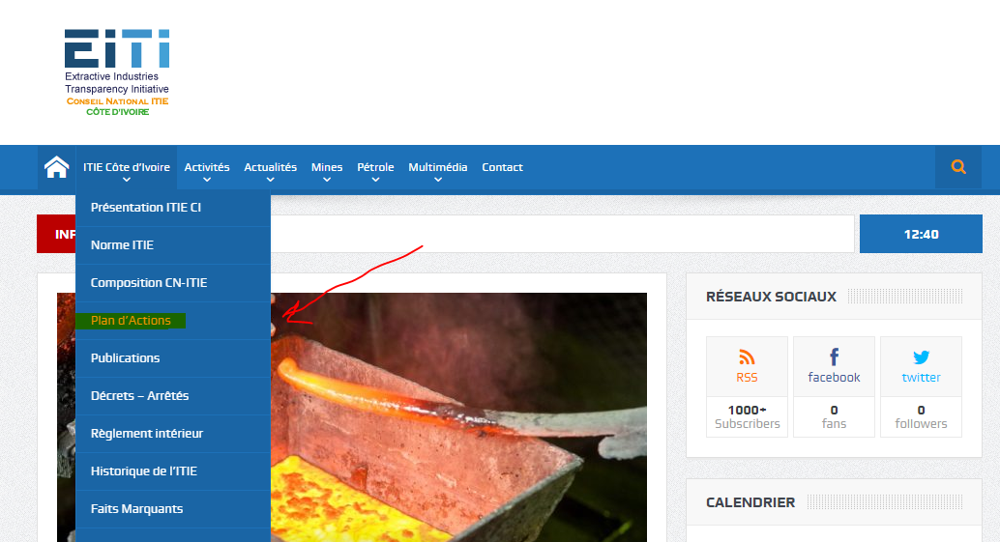 EITI
Extractive Industries
Transparency Initiative
CONSEIL NATIONAL ITIE
CÔTE D'IVOIRE
ITIE Côte d’Ivoire
Activités
Actualités
Mines
Pétrole
Multimédia
Contact
Présentation ITIE CI
Norme ITIE
Composition CN-ITIE
Plan d’Actions
Publications
Décrets – Arrêtés
Règlement intérieur
Historique de l’ITIE
Faits Marquants
INF
12:40
RÉSEAUX SOCIAUX
RSS
1000+
Subscribers
facebook
0
fans
twitter
0
followers
CALENDRIER